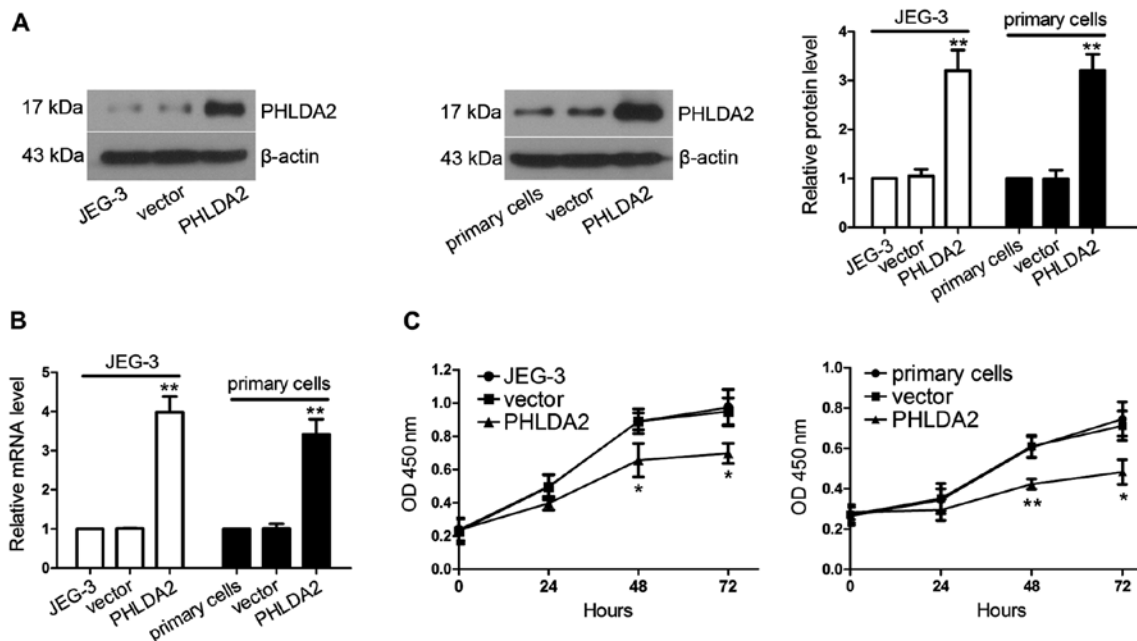 A
17 kDa
PHLDA2
43 kDa
β-actin
JEG-3
vector
PHLDA2
17 kDa
PHLDA2
43 kDa
β-actin
primary cells
vector
PHLDA2
JEG-3
primary cells
**
**
Relative protein level
4
3
2
1
0
JEG-3
vector
PHLDA2
primary cells
vector
PHLDA2
B
JEG-3
primary cells
**
**
Relative mRNA level
5
4
3
2
1
0
JEG-3
vector
PHLDA2
primary cells
vector
PHLDA2
C
JEG-3
vector
PHLDA2
OD 450 nm
1.2
1.0
0.8
0.6
0.4
0.2
0.0
*
*
0 24 48 72
Hours
primary cells
vector
PHLDA2
OD 450 nm
1.0
0.8
0.6
0.4
0.2
0.0
**
*
0 24 48 72
Hours